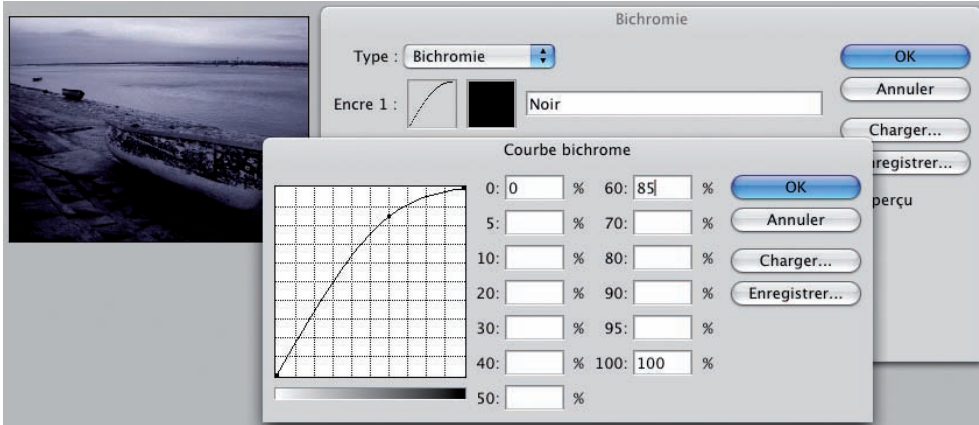 Bichromie
Type : Bichromie
OK
Annuler
Encre 1 : Noir
Charger...
registrer...
perçu
Courbe bichrome
0: 0 % 60: 85 %
5: % 70: %
10: % 80: %
20: % 90: %
30: % 95: %
40: % 100: 100 %
50: %
OK
Annuler
Charger...
Enregistrer...